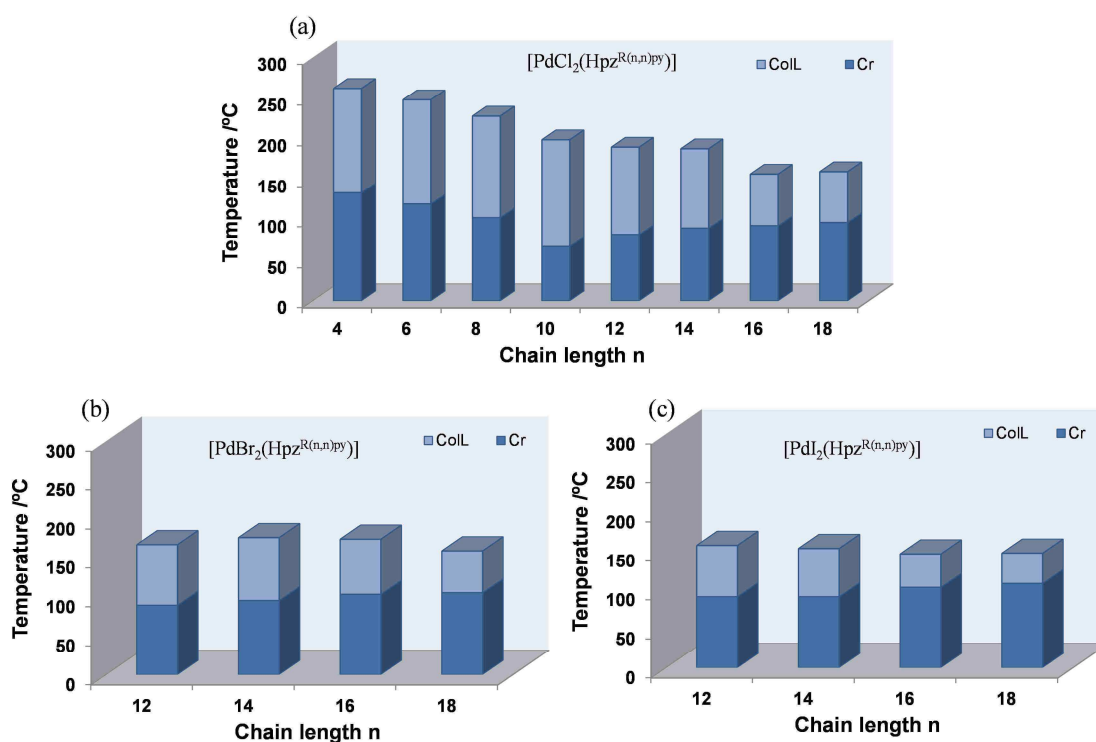 (a)
[PdCl₂(Hpz^R(n,n)py)]
ColL Cr
Temperature /ºC
300
250
200
150
100
50
0
4 6 8 10 12 14 16 18
Chain length n
(b)
[PdBr₂(Hpz^R(n,n)py)]
ColL Cr
Temperature /ºC
300
250
200
150
100
50
0
12 14 16 18
Chain length n
(c)
[PdI₂(Hpz^R(n,n)py)]
ColL Cr
Temperature /ºC
300
250
200
150
100
50
0
12 14 16 18
Chain length n